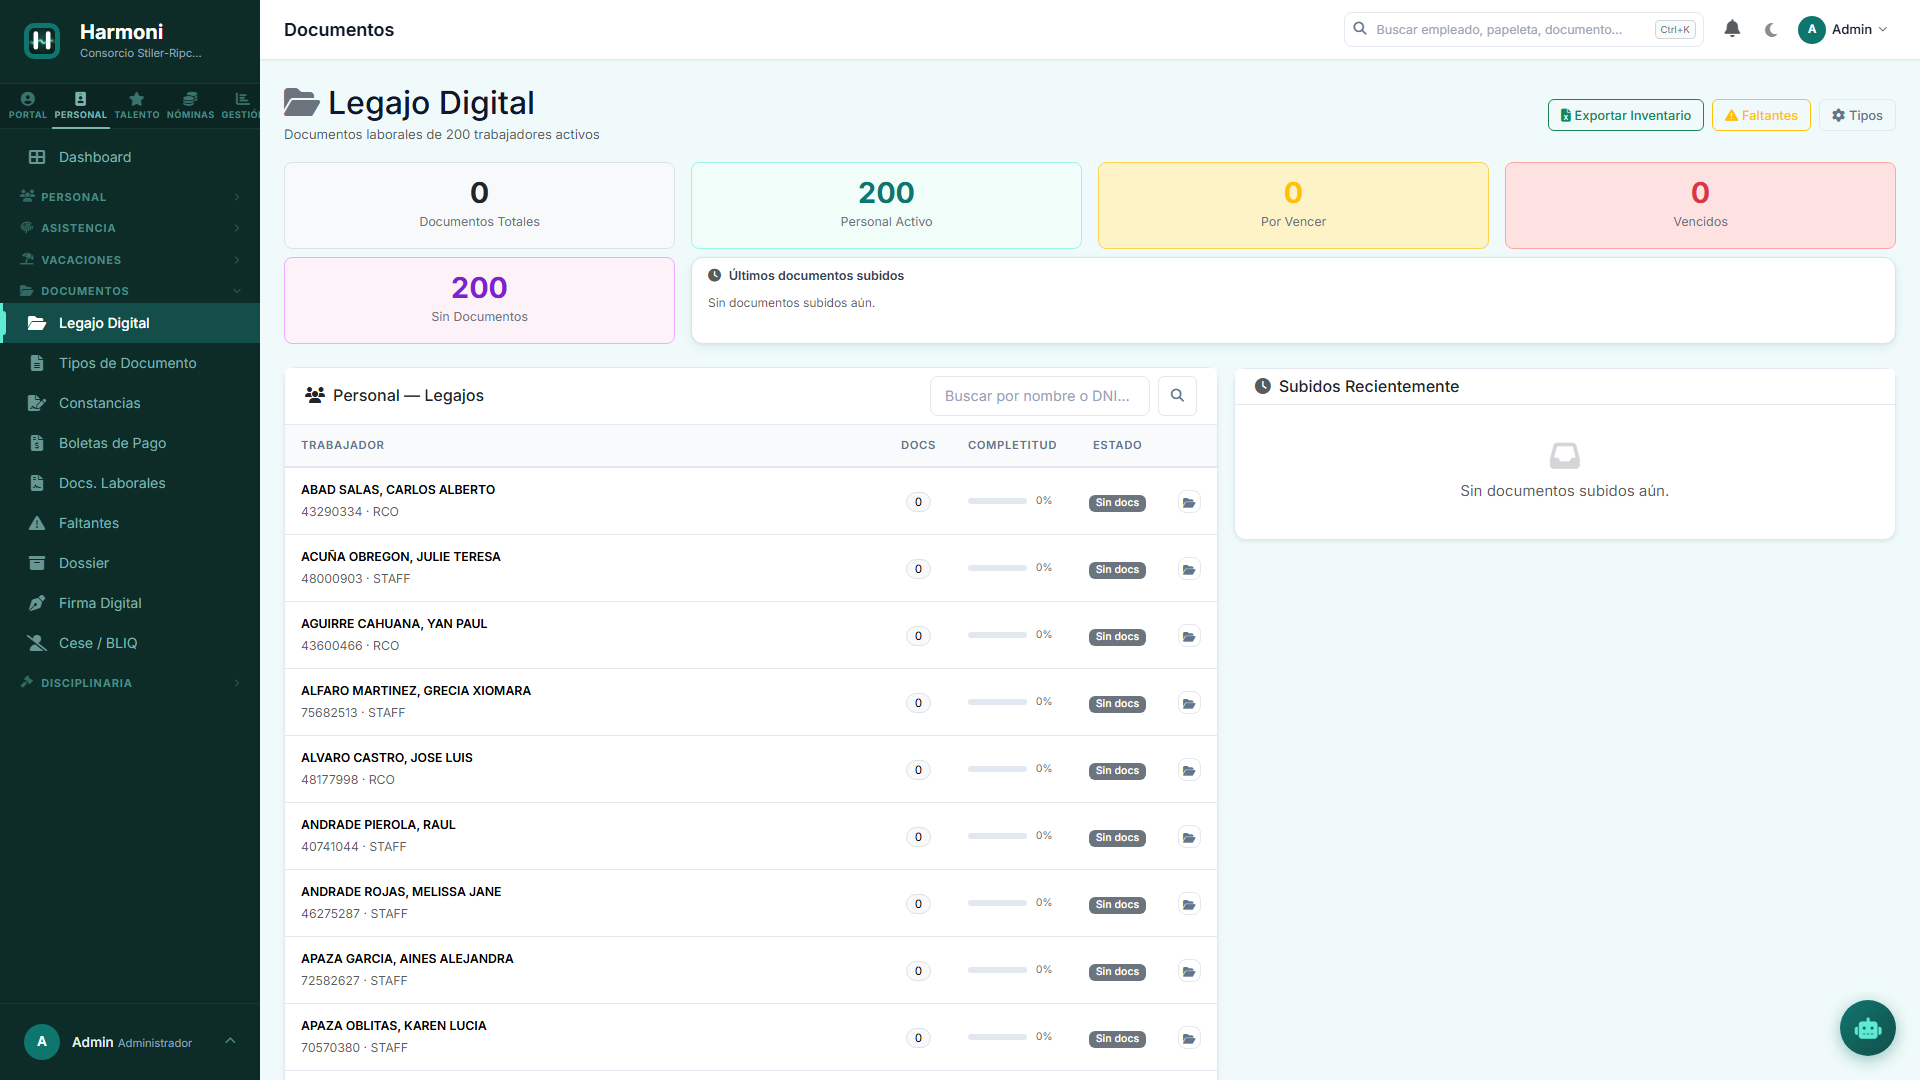 Harmoni
Consorcio Stiler-Ripc...
PORTAL PERSONAL TALENTO NÓMINAS GESTIÓ
Dashboard
PERSONAL
ASISTENCIA
VACACIONES
DOCUMENTOS
Legajo Digital
Tipos de Documento
Constancias
Boletas de Pago
Docs. Laborales
Faltantes
Dossier
Firma Digital
Cese / BLIQ
DISCIPLINARIA
A Admin Administrador
Documentos
Buscar empleado, papeleta, documento... Ctrl+K
A Admin
Legajo Digital
Documentos laborales de 200 trabajadores activos
Exportar Inventario Faltantes Tipos
0
Documentos Totales
200
Personal Activo
0
Por Vencer
0
Vencidos
200
Sin Documentos
Últimos documentos subidos
Sin documentos subidos aún.
Personal — Legajos
Buscar por nombre o DNI...
TRABAJADOR DOCS COMPLETITUD ESTADO
ABAD SALAS, CARLOS ALBERTO
43290334 · RCO
0 0% Sin docs
ACUÑA OBREGON, JULIE TERESA
48000903 · STAFF
0 0% Sin docs
AGUIRRE CAHUANA, YAN PAUL
43600466 · RCO
0 0% Sin docs
ALFARO MARTINEZ, GRECIA XIOMARA
75682513 · STAFF
0 0% Sin docs
ALVARO CASTRO, JOSE LUIS
48177998 · RCO
0 0% Sin docs
ANDRADE PIEROLA, RAUL
40741044 · STAFF
0 0% Sin docs
ANDRADE ROJAS, MELISSA JANE
46275287 · STAFF
0 0% Sin docs
APAZA GARCIA, AINES ALEJANDRA
72582627 · STAFF
0 0% Sin docs
APAZA OBLITAS, KAREN LUCIA
70570380 · STAFF
0 0% Sin docs
Subidos Recientemente
Sin documentos subidos aún.